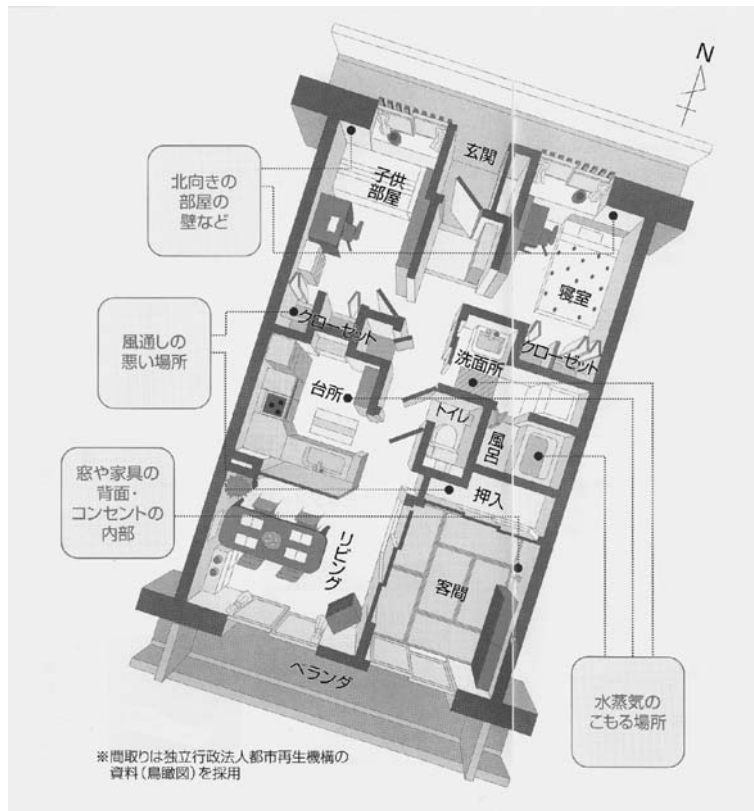 N
玄関
子供
部屋
北向きの
部屋の
壁など
寝室
クローゼット
風通しの
悪い場所
洗面所
クローゼット
台所
トイレ
風呂
窓や家具の
背面・
コンセントの
内部
押入
リビング
客間
ベランダ
水蒸気の
こもる場所
※間取りは独立行政法人都市再生機構の
資料(鳥瞰図)を採用